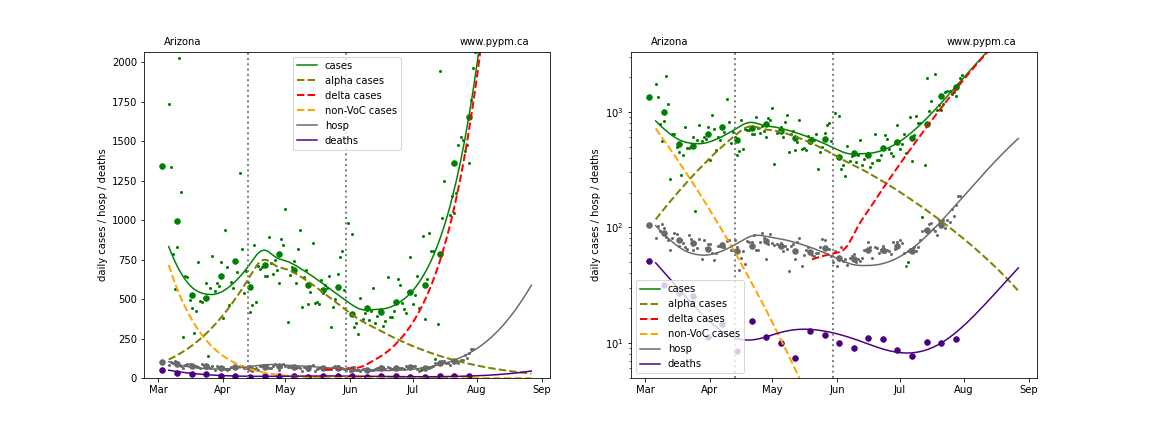 Arizona
www.pypm.ca
daily cases / hosp / deaths
2000
1750
1500
1250
1000
750
500
250
0
cases
alpha cases
delta cases
non-VoC cases
hosp
deaths
Mar Apr May Jun Jul Aug Sep
Arizona
www.pypm.ca
daily cases / hosp / deaths
10³
10²
10¹
cases
alpha cases
delta cases
non-VoC cases
hosp
deaths
Mar Apr May Jun Jul Aug Sep